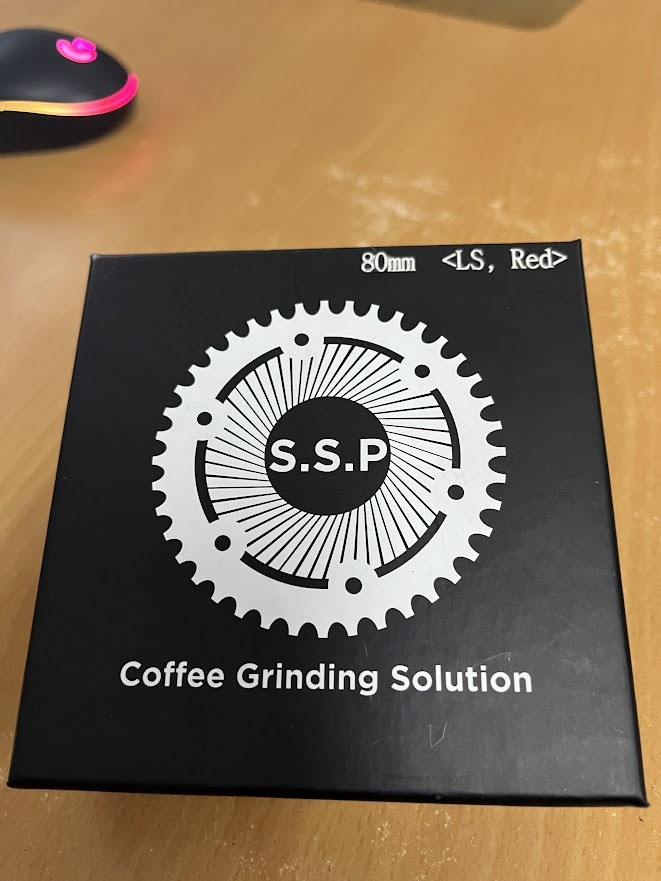 80mm <LS, Red>
S.S.P
Coffee Grinding Solution